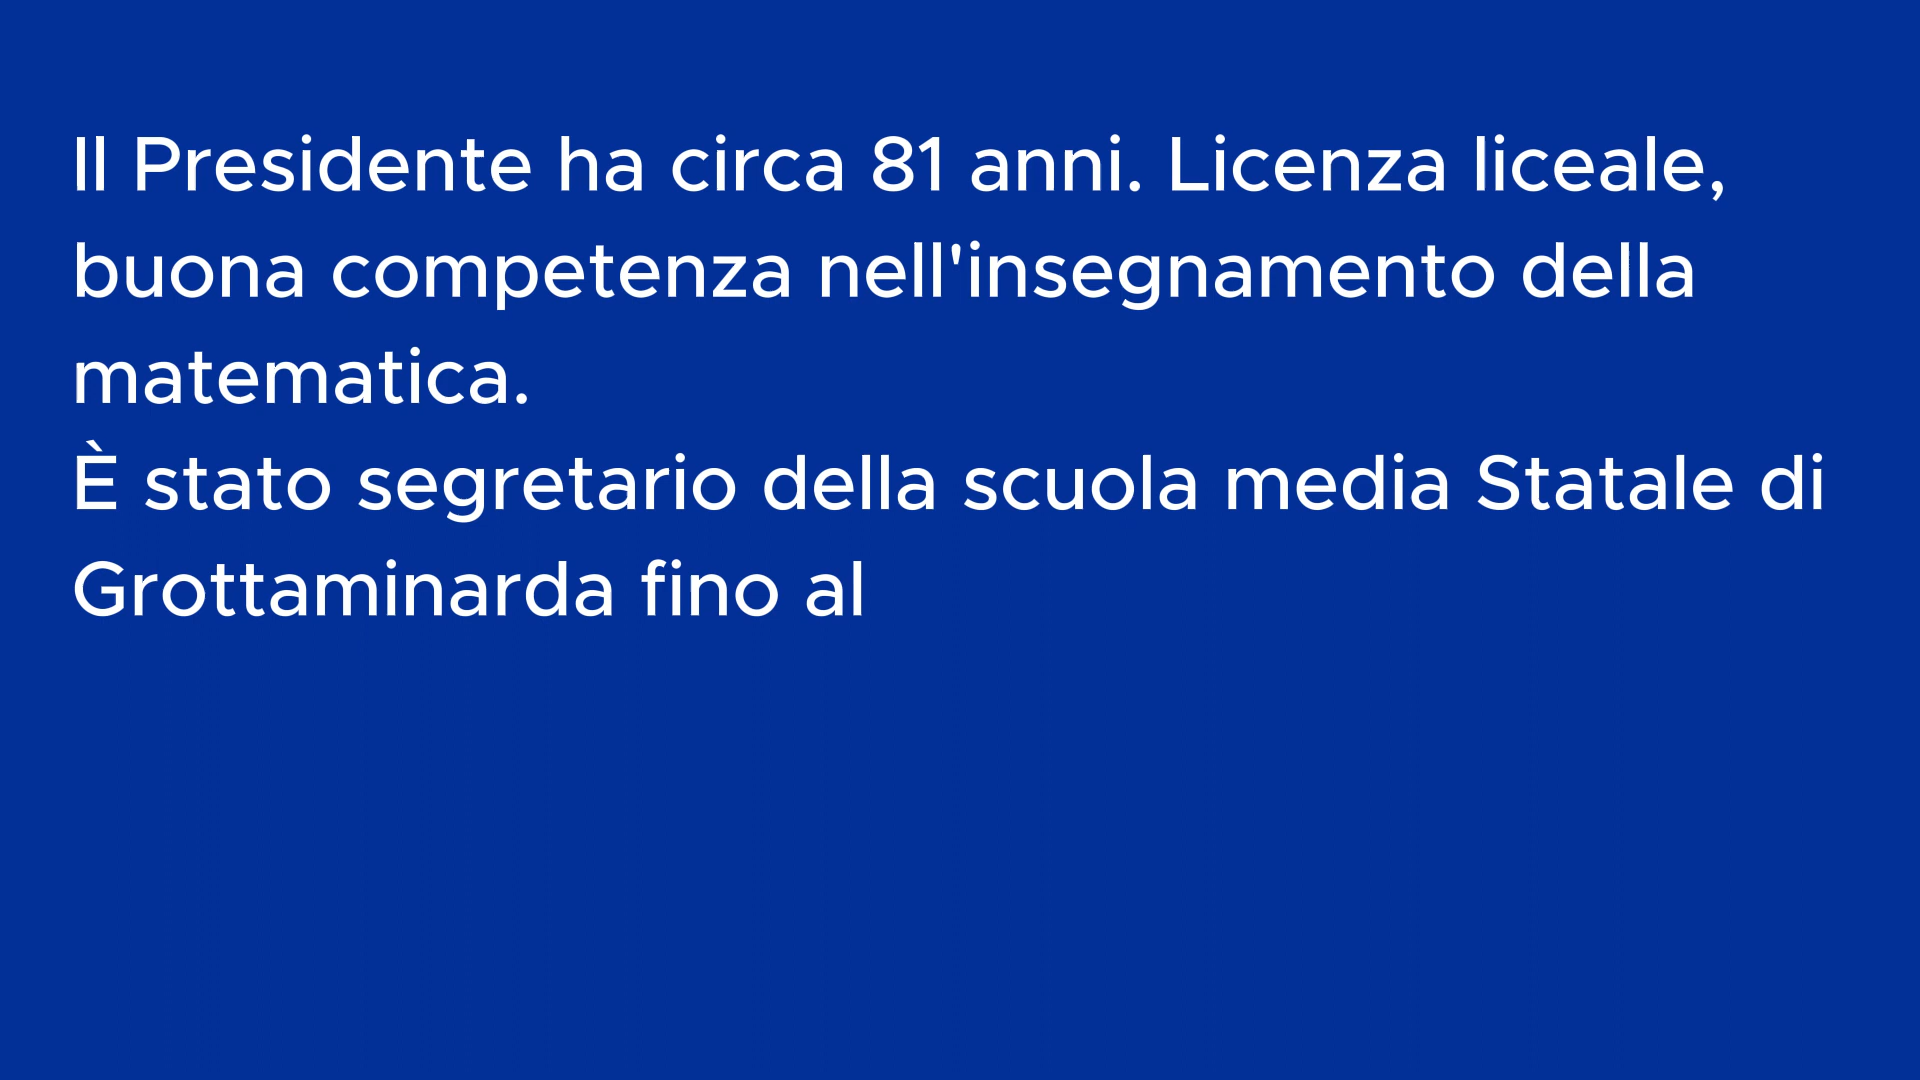 Il Presidente ha circa 81 anni. Licenza liceale,
buona competenza nell'insegnamento della
matematica.
È stato segretario della scuola media Statale di
Grottaminarda fino al